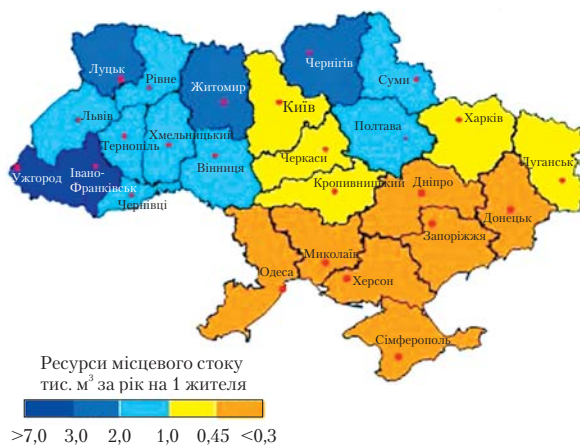 Луцьк
Рівне
Житомир
Чернігів
Суми
Київ
Львів
Тернопіль
Хмельницький
Вінниця
Полтава
Харків
Луганськ
Черкаси
Ужгород
Івано-
Франківськ
Чернівці
Кропивницький
Дніпро
Донецьк
Запоріжжя
Миколаїв
Одеса
Херсон
Сімферополь
Ресурси місцевого стоку
тис. м³ за рік на 1 жителя
>7,0 3,0 2,0 1,0 0,45 <0,3